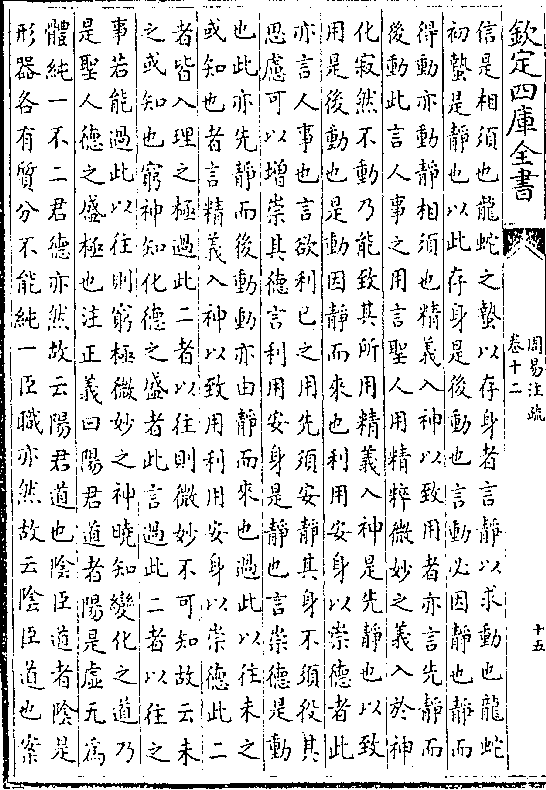 欽定四庫全書
周易注疏
卷十二
十五
信是相須也龍蛇之蟄以存身者言靜以求動也龍蛇
初蟄是靜也以此存身是後動也言動必因靜也靜而
得動亦動靜相須也精義入神以致用者亦言先靜而
後動此言人事之用言聖人用精粹微妙之義入於神
化寂然不動乃能致其所用精義入神是先靜也以致
用是後動也是動因靜而來也利用安身以崇德者此
亦言人事也言欲利已之用先須安靜其身不須役其
思慮可以增崇其德言利用安身是靜也言崇德是動
也此亦先靜而後動動亦由靜而來也過此以往未之
或知也者言精義入神以致用利用安身以崇德此二
者皆入理之極過此二者以往則微妙不可知故云未
之或知也窮神知化德之盛者此言過此二者以往之
事若能過此以往則窮極微妙之神曉知變化之道乃
是聖人德之盛極也注正義曰陽君道者陽是虛无為
體純一不二君德亦然故云陽君道也陰臣道者陰是
形器各有質分不能純一臣職亦然故云陰臣道也案